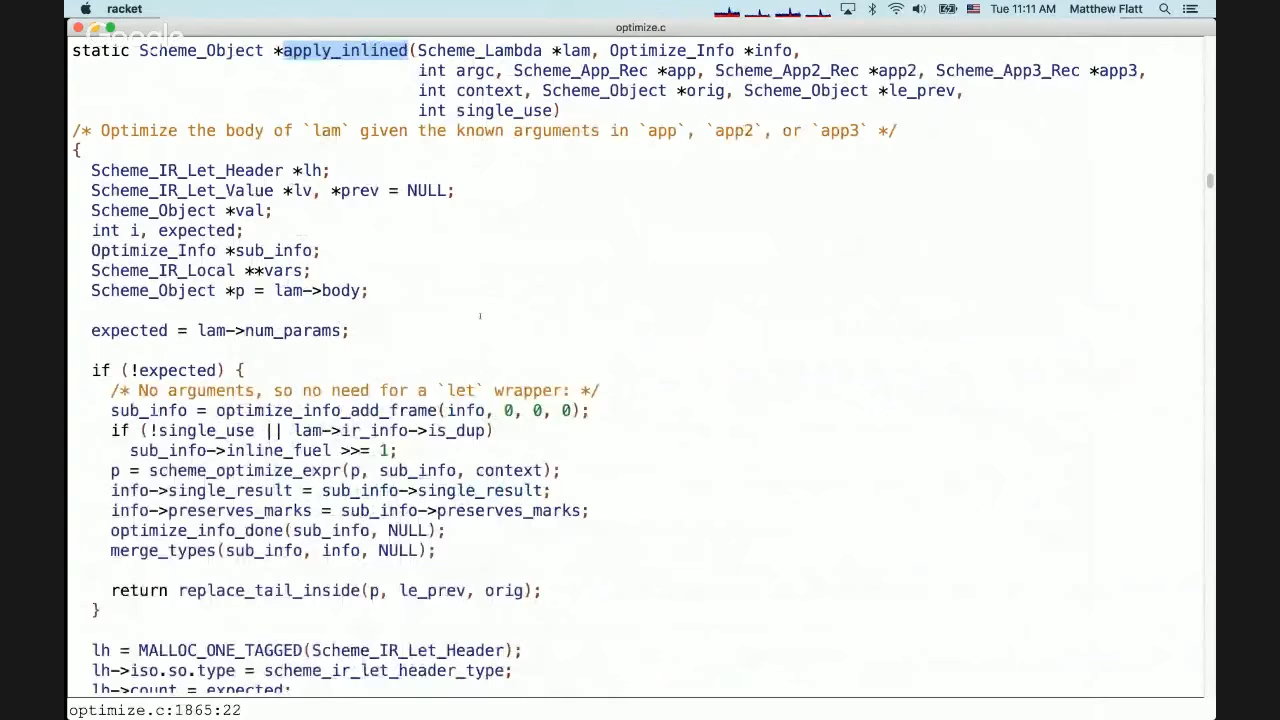 racket
Tue 11:11 AM Matthew Flatt
Google
optimize.c
static Scheme_Object *apply_inlined(Scheme_Lambda *lam, Optimize_Info *info,
int argc, Scheme_App_Rec *app, Scheme_App2_Rec *app2, Scheme_App3_Rec *app3,
int context, Scheme_Object *orig, Scheme_Object *le_prev,
int single_use)
/* Optimize the body of `lam` given the known arguments in `app`, `app2`, or `app3` */
{
Scheme_IR_Let_Header *lh;
Scheme_IR_Let_Value *lv, *prev = NULL;
Scheme_Object *val;
int i, expected;
Optimize_Info *sub_info;
Scheme_IR_Local **vars;
Scheme_Object *p = lam->body;
expected = lam->num_params;
if (!expected) {
/* No arguments, so no need for a `let` wrapper: */
sub_info = optimize_info_add_frame(info, 0, 0, 0);
if (!single_use || lam->ir_info->is_dup)
sub_info->inline_fuel >>= 1;
p = scheme_optimize_expr(p, sub_info, context);
info->single_result = sub_info->single_result;
info->preserves_marks = sub_info->preserves_marks;
optimize_info_done(sub_info, NULL);
merge_types(sub_info, info, NULL);
return replace_tail_inside(p, le_prev, orig);
}
lh = MALLOC_ONE_TAGGED(Scheme_IR_Let_Header);
lh->iso.so.type = scheme_ir_let_header_type;
lh->count = expected;
optimize.c:1865:22